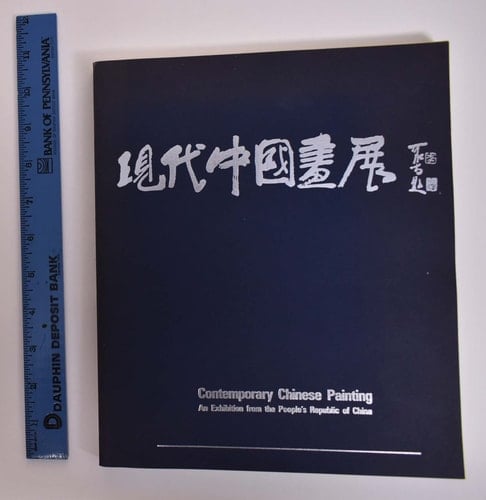 現代中國畫展
Contemporary Chinese Painting
An Exhibition from the People's Republic of China
BANK OF PENNSYLVANIA
DAUPHIN DEPOSIT BANK